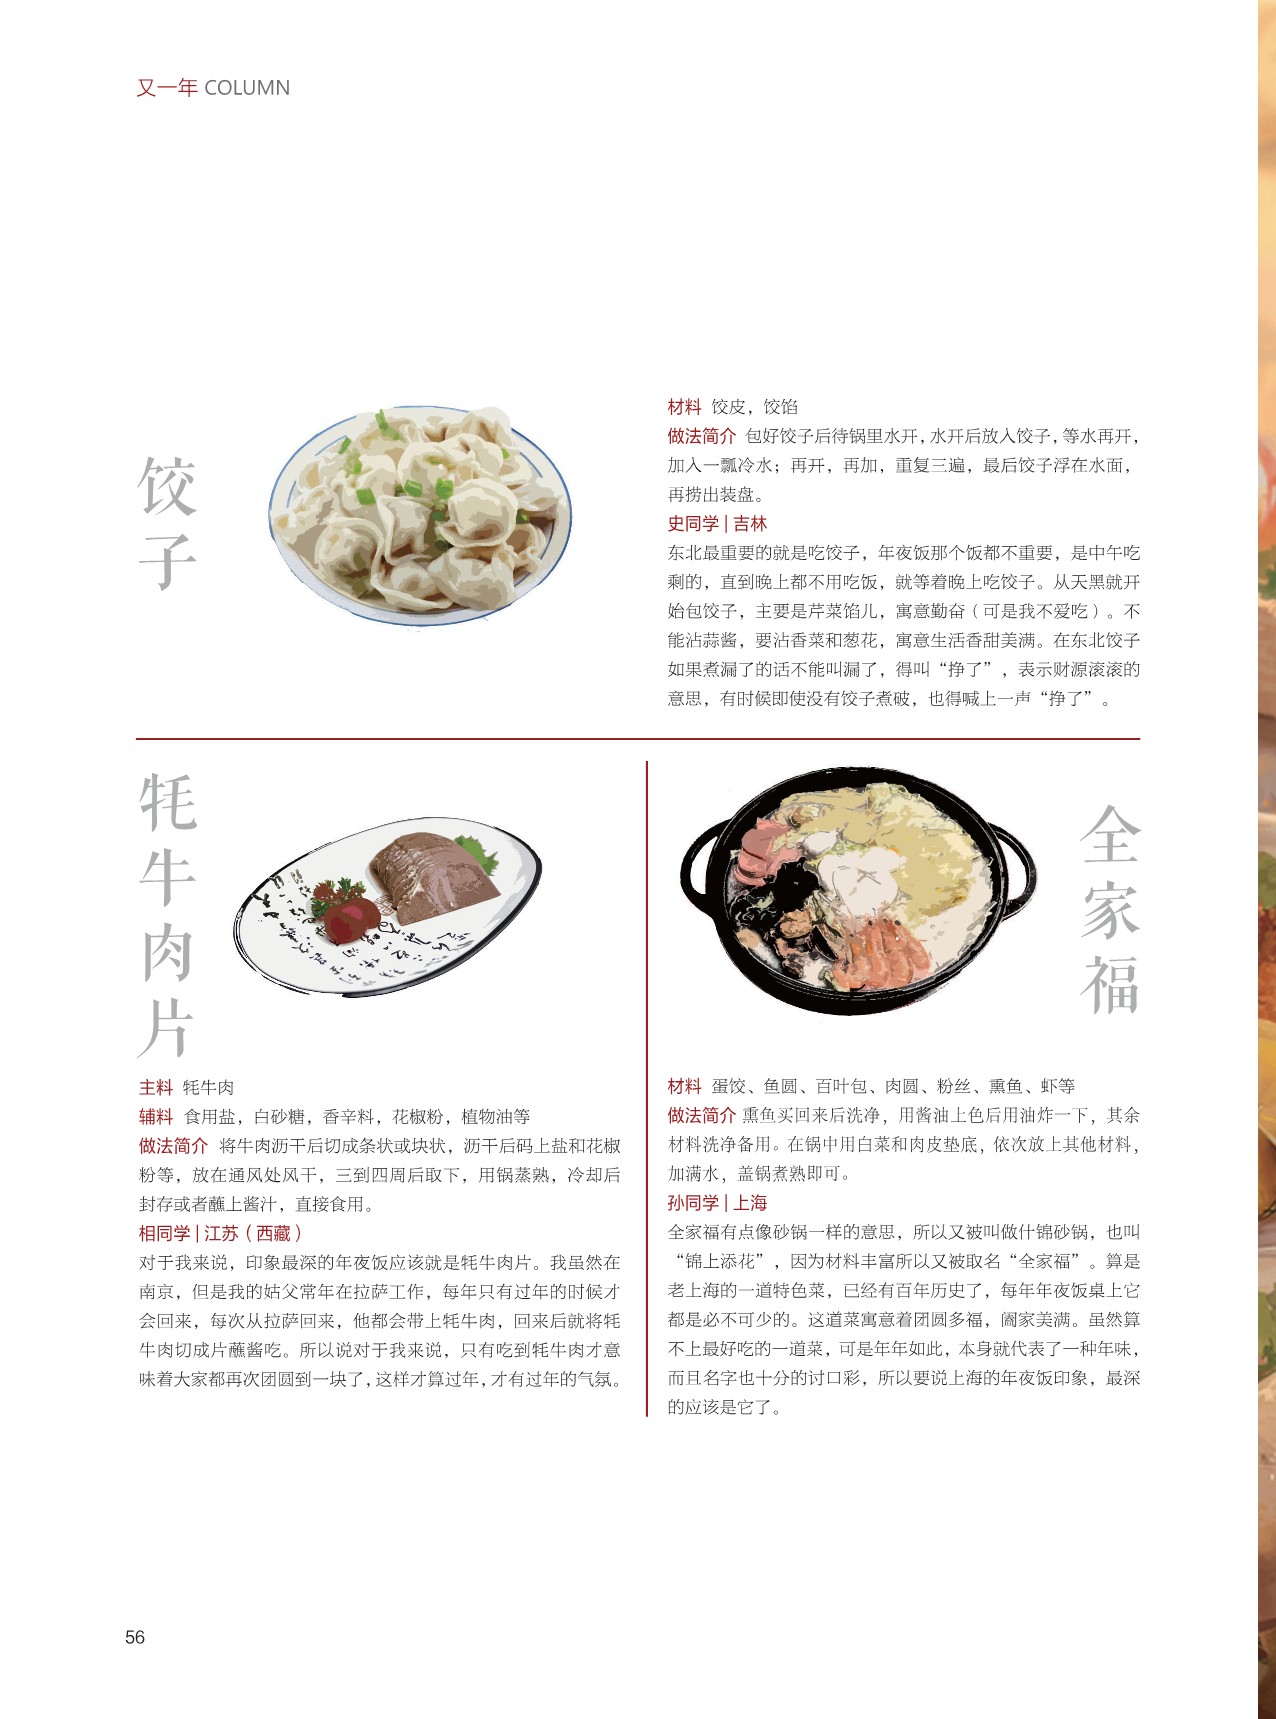 又一年 COLUMN
饺子
材料 饺皮，饺馅
做法简介 包好饺子后待锅里水开，水开后放入饺子，等水再开，
加入一瓢冷水；再开，再加，重复三遍，最后饺子浮在水面，
再捞出装盘。
史同学 | 吉林
东北最重要的就是吃饺子，年夜饭那个饭都不重要，是中午吃
剩的，直到晚上都不用吃饭，就等着晚上吃饺子。从天黑就开
始包饺子，主要是芹菜馅儿，寓意勤奋（可是我不爱吃）。不
能沾蒜酱，要沾香菜和葱花，寓意生活香甜美满。在东北饺子
如果煮漏了的话不能叫漏了，得叫“挣了”，表示财源滚滚的
意思，有时候即使没有饺子煮破，也得喊上一声“挣了”。
牦牛肉片
主料 牦牛肉
辅料 食用盐，白砂糖，香辛料，花椒粉，植物油等
做法简介 将牛肉沥干后切成条状或块状，沥干后码上盐和花椒
粉等，放在通风处风干，三到四周后取下，用锅蒸熟，冷却后
封存或者蘸上酱汁，直接食用。
相同学 | 江苏（西藏）
对于我来说，印象最深的年夜饭应该就是牦牛肉片。我虽然在
南京，但是我的姑父常年在拉萨工作，每年只有过年的时候才
会回来，每次从拉萨回来，他都会带上牦牛肉，回来后就将牦
牛肉切成片蘸酱吃。所以说对于我来说，只有吃到牦牛肉才意
味着大家都再次团圆到一块了，这样才算过年，才有过年的气氛。
全家福
材料 蛋饺、鱼圆、百叶包、肉圆、粉丝、熏鱼、虾等
做法简介 熏鱼买回来后洗净，用酱油上色后用油炸一下，其余
材料洗净备用。在锅中用白菜和肉皮垫底，依次放上其他材料，
加满水，盖锅煮熟即可。
孙同学 | 上海
全家福有点像砂锅一样的意思，所以又被叫做什锦砂锅，也叫
“锦上添花”，因为材料丰富所以又被取名“全家福”。算是
老上海的一道特色菜，已经有百年历史了，每年年夜饭桌上它
都是必不可少的。这道菜寓意着团圆多福，阖家美满。虽然算
不上最好吃的一道菜，可是年年如此，本身就代表了一种年味，
而且名字也十分的讨口彩，所以要说上海的年夜饭印象，最深
的应该是它了。
56